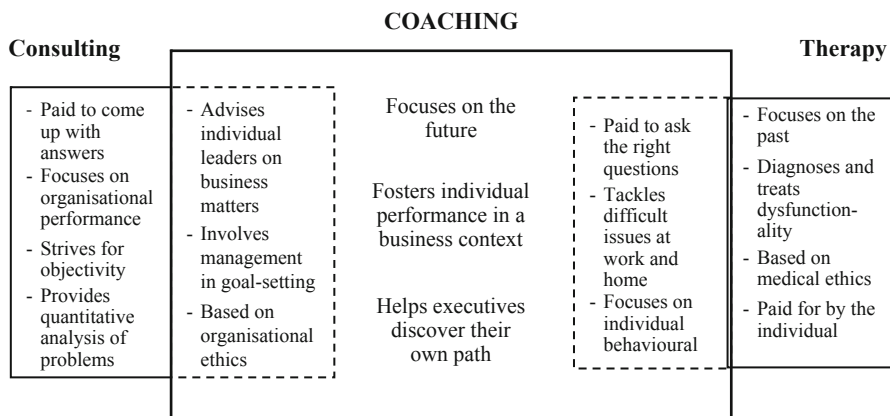 COACHING
Consulting
Therapy
- Paid to come
up with
answers
- Focuses on
organisational
performance
- Strives for
objectivity
- Provides
quantitative
analysis of
problems
- Advises
individual
leaders on
business
matters
- Involves
management
in goal-setting
- Based on
organisational
ethics
Focuses on the
future
Fosters individual
performance in a
business context
Helps executives
discover their
own path
- Paid to ask
the right
questions
- Tackles
difficult
issues at
work and
home
- Focuses on
individual
behavioural
- Focuses on the
past
- Diagnoses and
treats
dysfunction-
ality
- Based on
medical ethics
- Paid for by the
individual